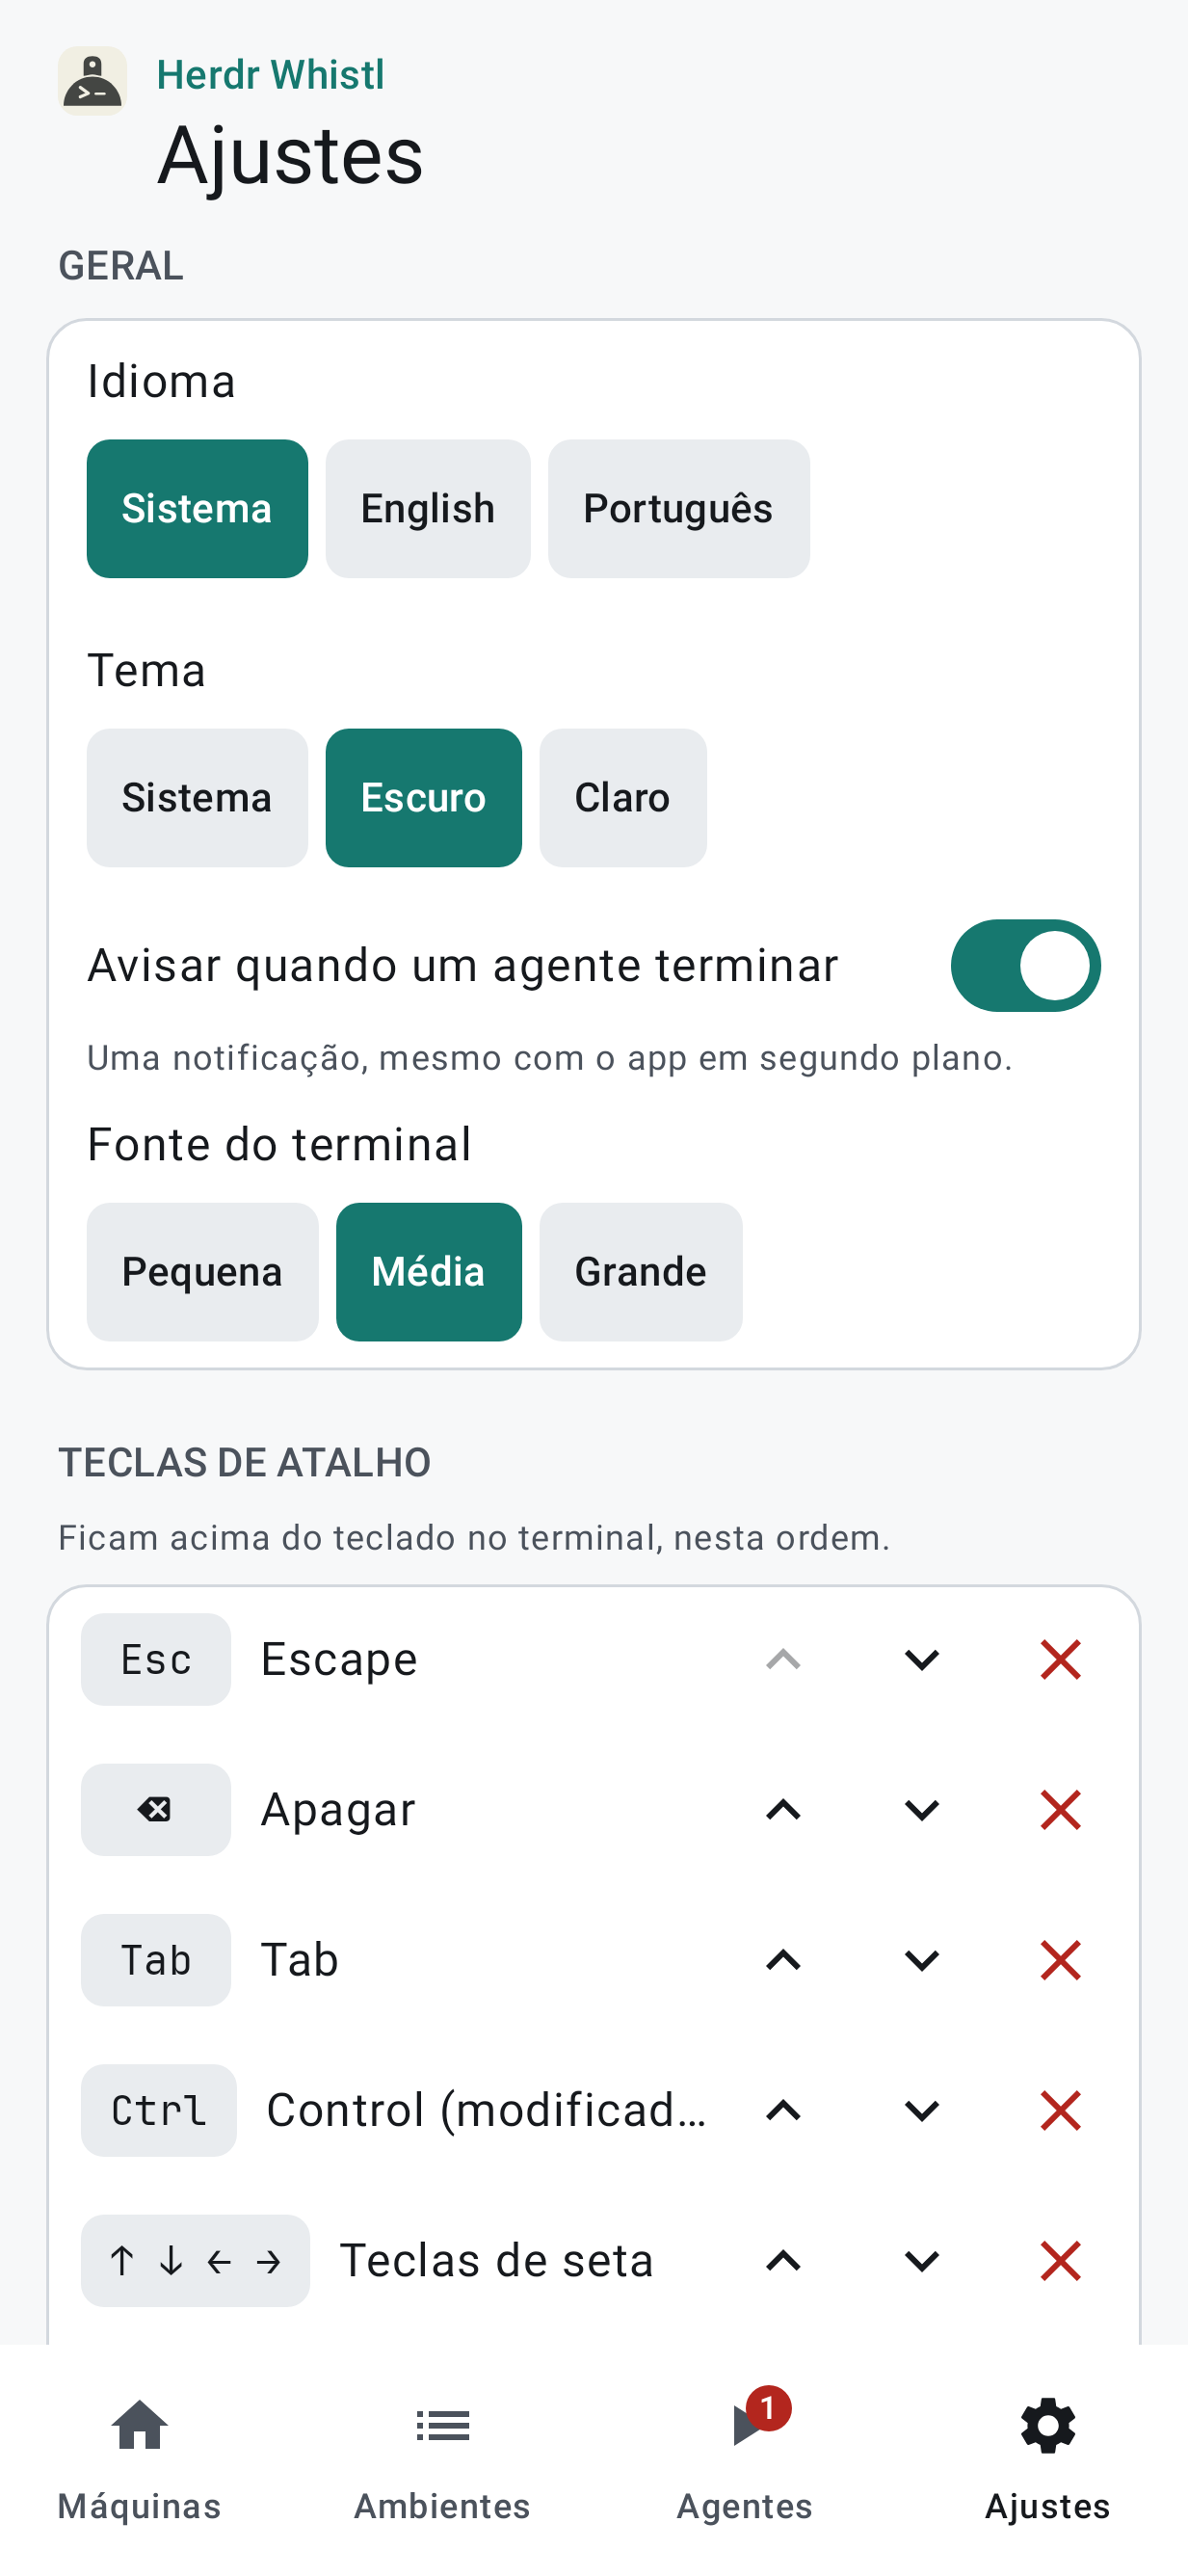 Herdr Whistl
Ajustes
GERAL
Idioma
Sistema English Português
Tema
Sistema Escuro Claro
Avisar quando um agente terminar
Uma notificação, mesmo com o app em segundo plano.
Fonte do terminal
Pequena Média Grande
TECLAS DE ATALHO
Ficam acima do teclado no terminal, nesta ordem.
Esc Escape
⌫ Apagar
Tab Tab
Ctrl Control (modificad…
↑ ↓ ← → Teclas de seta
1
Máquinas Ambientes Agentes Ajustes